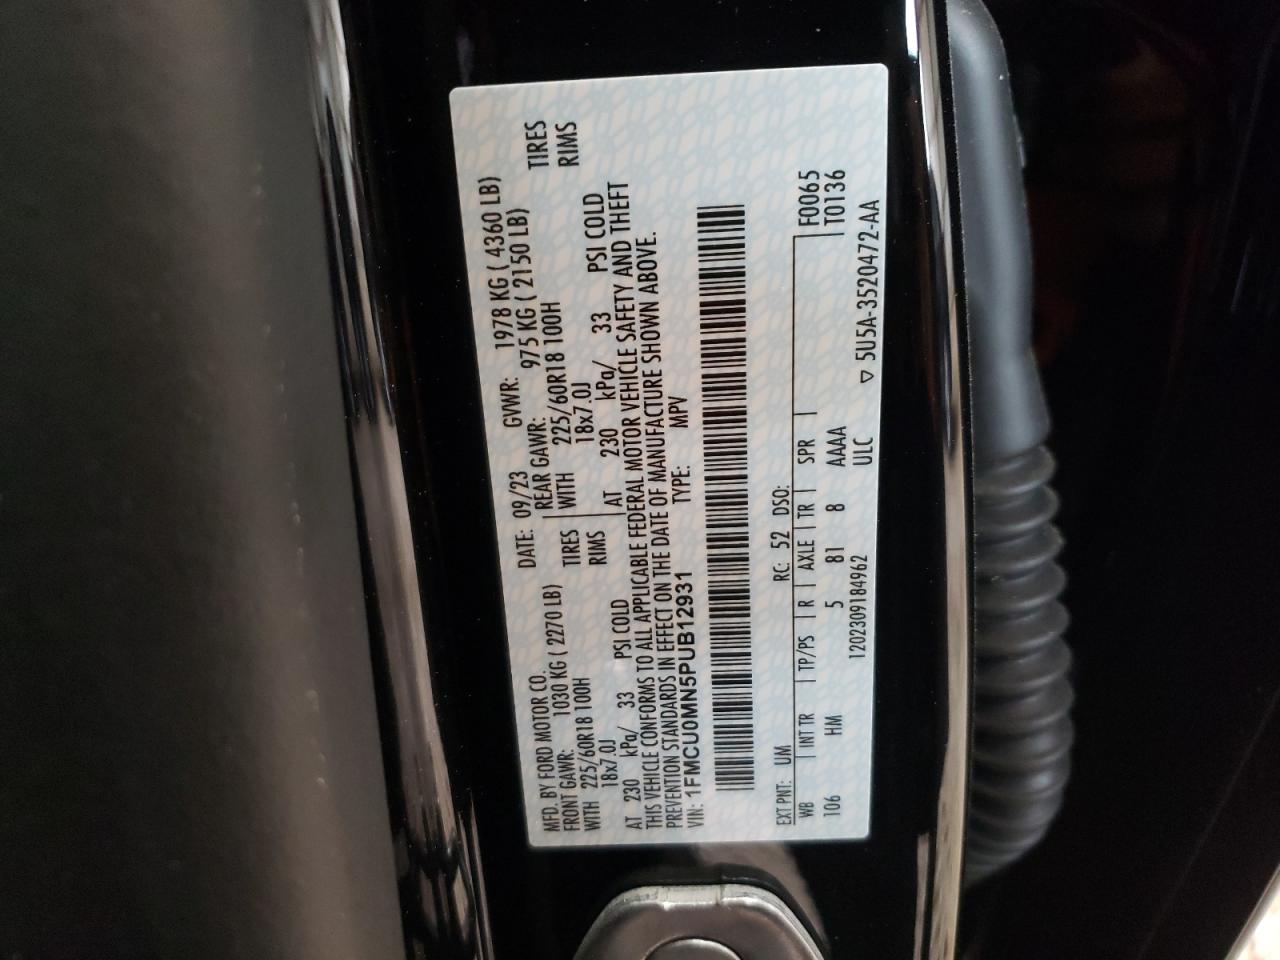 MFD. BY FORD MOTOR CO. DATE: 09/23 GVWR: 1978 KG ( 4360 LB)
FRONT GAWR: 1030 KG ( 2270 LB) REAR GAWR: 975 KG ( 2150 LB)
WITH 225/60R18 100H TIRES WITH 225/60R18 100H TIRES
18x7.0J RIMS 18x7.0J RIMS
AT 230 kPa/ 33 PSI COLD AT 230 kPa/ 33 PSI COLD
THIS VEHICLE CONFORMS TO ALL APPLICABLE FEDERAL MOTOR VEHICLE SAFETY AND THEFT
PREVENTION STANDARDS IN EFFECT ON THE DATE OF MANUFACTURE SHOWN ABOVE.
VIN: 1FMCU0MN5PUB12931 TYPE: MPV
EXT PNT: UM RC: 52 DSO: F0065
WB INT TR TP/PS R AXLE TR SPR T0136
106 HM 5 81 8 AAAA
1202309184962 ULC ▽ 5U5A-3520472-AA